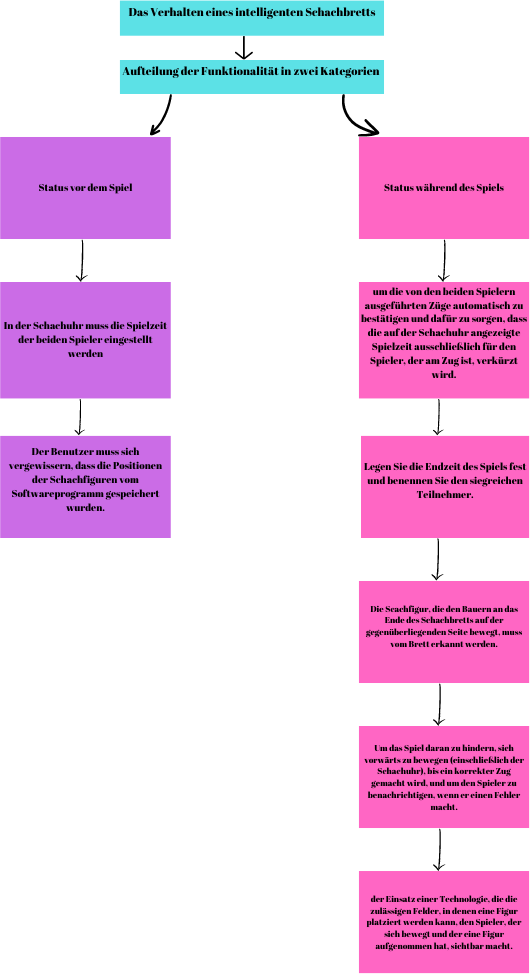 Das Verhalten eines intelligenten Schachbretts
Aufteilung der Funktionalität in zwei Kategorien
Status vor dem Spiel
In der Schachuhr muss die Spielzeit
der beiden Spieler eingestellt
werden
Der Benutzer muss sich
vergewissern, dass die Positionen
der Schachfiguren vom
Softwareprogramm gespeichert
wurden.
Status während des Spiels
um die von den beiden Spielern
ausgeführten Züge automatisch zu
bestätigen und dafür zu sorgen, dass
die auf der Schachuhr angezeigte
Spielzeit ausschließlich für den
Spieler, der am Zug ist, verkürzt
wird.
Legen Sie die Endzeit des Spiels fest
und benennen Sie den siegreichen
Teilnehmer.
Die Scachfigur, die den Bauern an das
Ende des Schachbretts auf der
gegenüberliegenden Seite bewegt, muss
vom Brett erkannt werden.
Um das Spiel daran zu hindern, sich
vorwärts zu bewegen (einschließlich der
Schachuhr), bis ein korrekter Zug
gemacht wird, und um den Spieler zu
benachrichtigen, wenn er einen Fehler
macht.
der Einsatz einer Technologie, die die
zulässigen Felder, in denen eine Figur
platziert werden kann, den Spieler, der
sich bewegt und der eine Figur
aufgenommen hat, sichtbar macht.